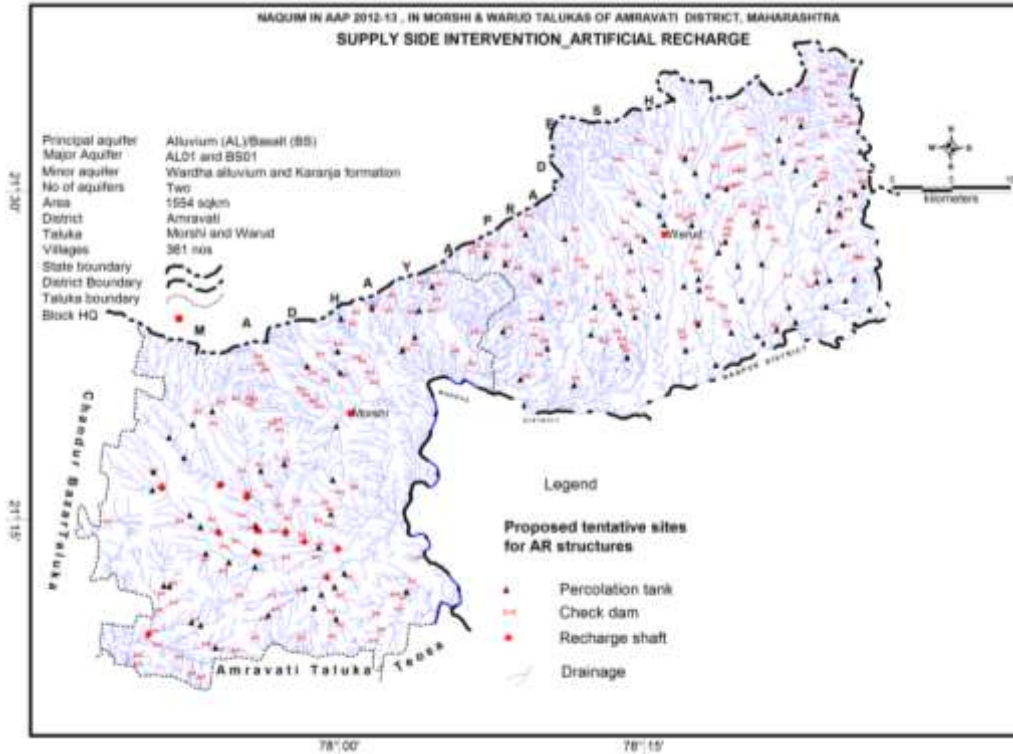 NAQUIM IN AAP 2012-13 , IN MORSHI & WARUD TALUKAS OF AMRAVATI DISTRICT, MAHARASHTRA
SUPPLY SIDE INTERVENTION_ARTIFICIAL RECHARGE
Principal aquifer Alluvium (AL)/Basalt (BS)
Major Aquifer AL01 and BS01
Minor aquifer Wardha alluvium and Karanja formation
No of aquifers Two
Area 1554 sqkm
District Amravati
Taluka Morshi and Warud
Villages 361 nos
State boundary
District Boundary
Taluka boundary
Block HQ
M A D H A Y A P R A D E S H
21° 30'
21° 15'
N
W E
S
5 0 5 10
kilometers
Warud
Morshi
NAGPUR DISTRICT
Chandur Bazar Taluka
Amravati Taluka
Teosa
Legend
Proposed tentative sites
for AR structures
Percolation tank
Check dam
Recharge shaft
Drainage
78° 00'
78° 15'